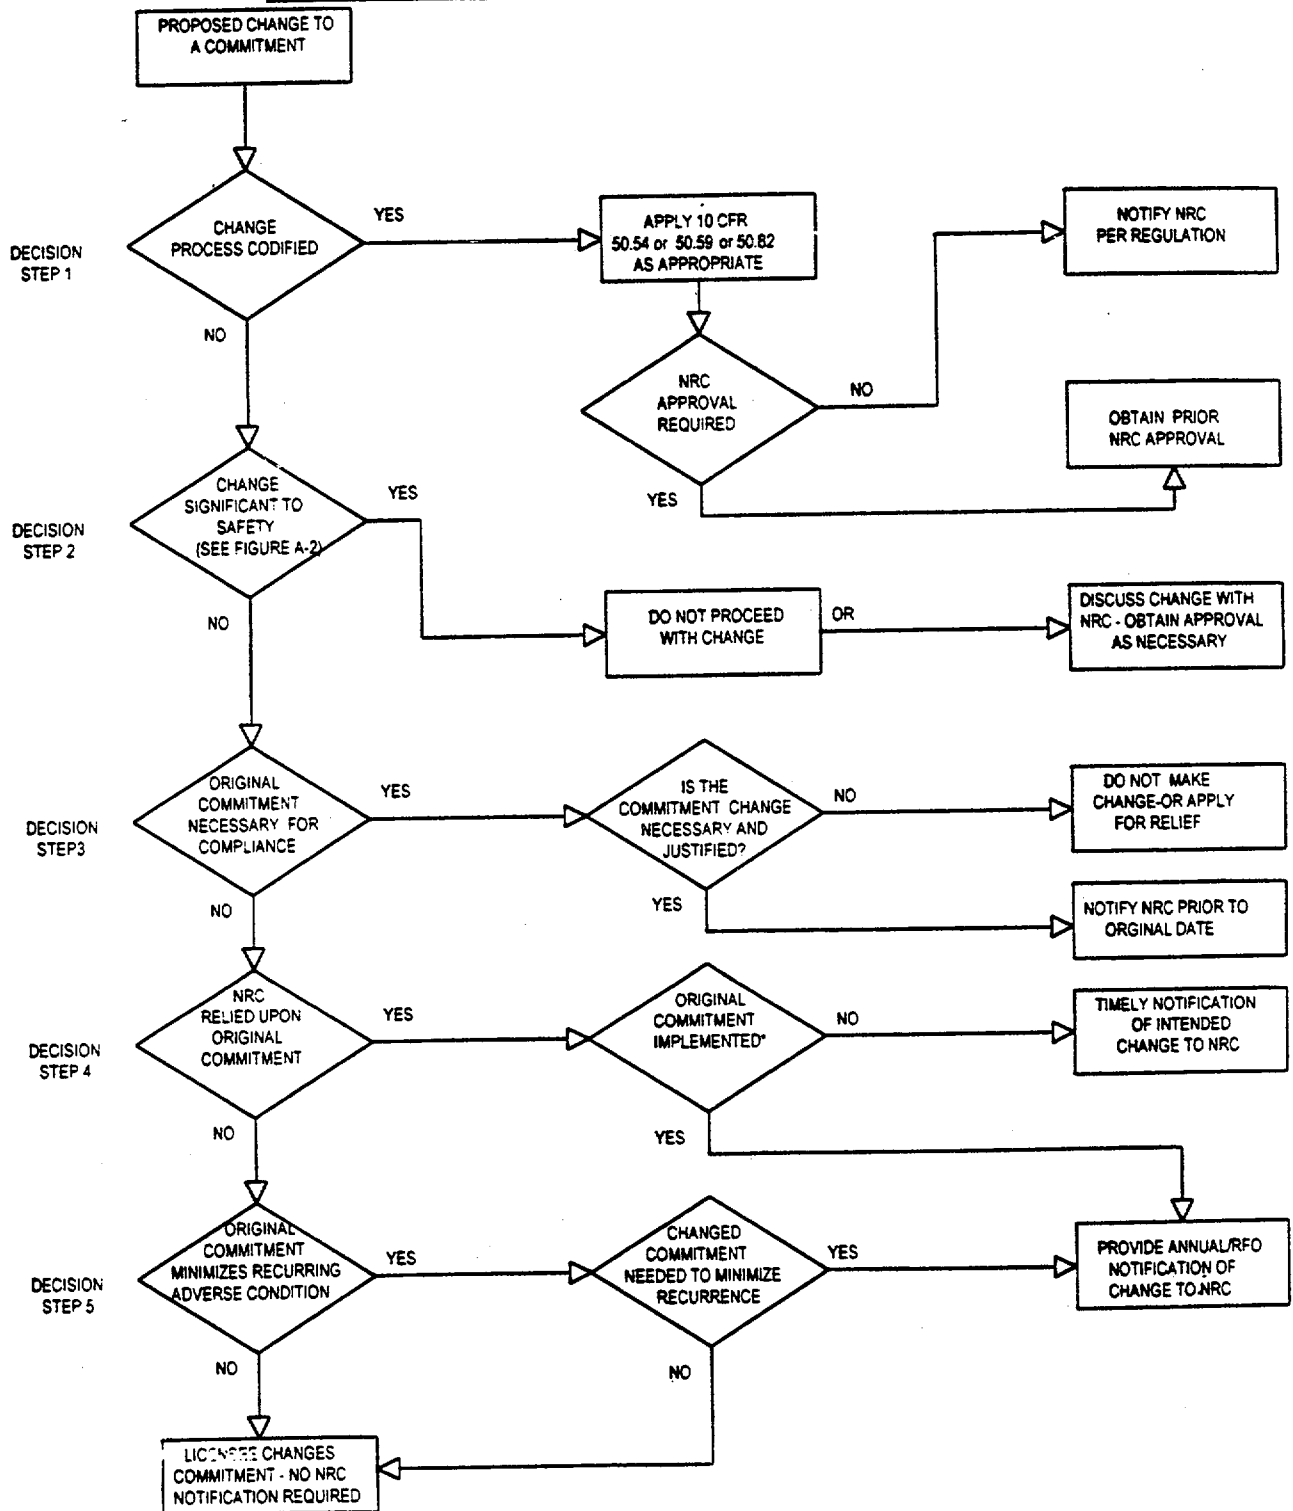 PROPOSED CHANGE TO
A COMMITMENT
DECISION
STEP 1
CHANGE
PROCESS CODIFIED
YES
NO
APPLY 10 CFR
50.54 or 50.59 or 50.82
AS APPROPRIATE
NRC
APPROVAL
REQUIRED
NO
YES
NOTIFY NRC
PER REGULATION
OBTAIN PRIOR
NRC APPROVAL
DECISION
STEP 2
CHANGE
SIGNIFICANT TO
SAFETY
(SEE FIGURE A-2)
YES
NO
DO NOT PROCEED
WITH CHANGE
OR
DISCUSS CHANGE WITH
NRC - OBTAIN APPROVAL
AS NECESSARY
DECISION
STEP3
ORIGINAL
COMMITMENT
NECESSARY FOR
COMPLIANCE
YES
NO
IS THE
COMMITMENT CHANGE
NECESSARY AND
JUSTIFIED?
NO
YES
DO NOT MAKE
CHANGE-OR APPLY
FOR RELIEF
NOTIFY NRC PRIOR TO
ORGINAL DATE
DECISION
STEP 4
NRC
RELIED UPON
ORIGINAL
COMMITMENT
YES
NO
ORIGINAL
COMMITMENT
IMPLEMENTED*
NO
YES
TIMELY NOTIFICATION
OF INTENDED
CHANGE TO NRC
DECISION
STEP 5
ORIGINAL
COMMITMENT
MINIMIZES RECURRING
ADVERSE CONDITION
YES
NO
CHANGED
COMMITMENT
NEEDED TO MINIMIZE
RECURRENCE
YES
NO
PROVIDE ANNUAL/RFO
NOTIFICATION OF
CHANGE TO NRC
LICENSEE CHANGES
COMMITMENT - NO NRC
NOTIFICATION REQUIRED